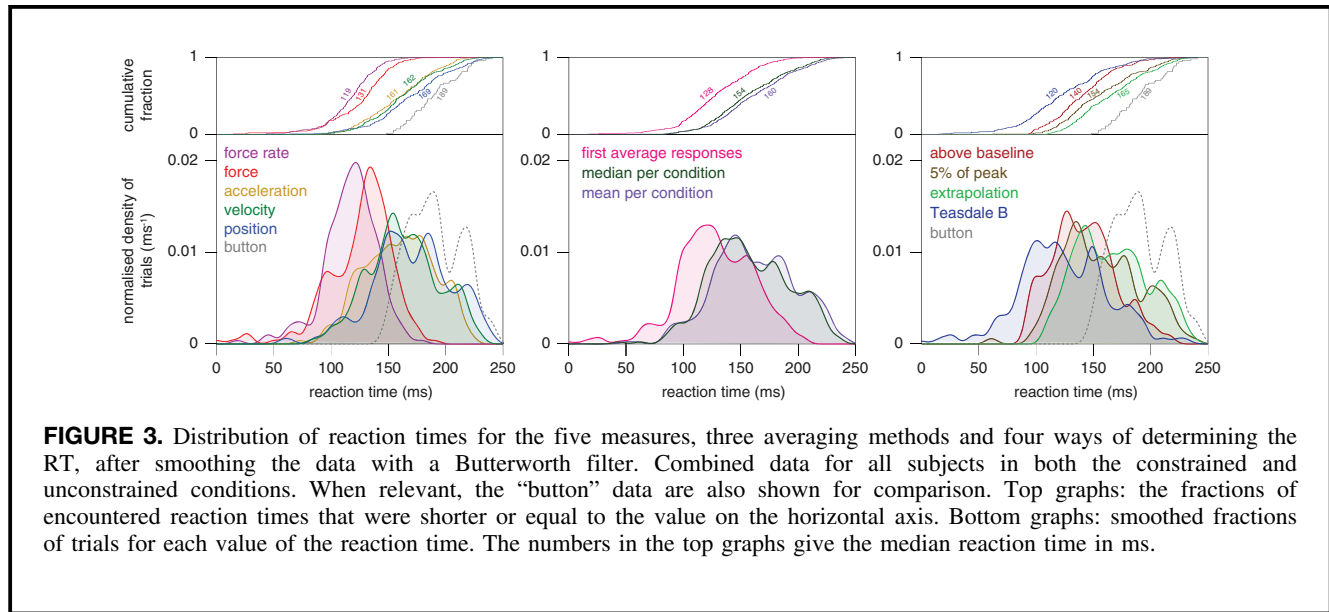 cumulative
fraction
1
0
119
131
161
162
169
189
1
0
128
154
160
1
0
120
140
154
165
189
normalised density of
trials (ms⁻¹)
0.02
0.01
0
force rate
force
acceleration
velocity
position
button
0 50 100 150 200 250
reaction time (ms)
0.02
0.01
0
first average responses
median per condition
mean per condition
0 50 100 150 200 250
reaction time (ms)
0.02
0.01
0
above baseline
5% of peak
extrapolation
Teasdale B
button
0 50 100 150 200 250
reaction time (ms)
FIGURE 3. Distribution of reaction times for the five measures, three averaging methods and four ways of determining the
RT, after smoothing the data with a Butterworth filter. Combined data for all subjects in both the constrained and
unconstrained conditions. When relevant, the “button” data are also shown for comparison. Top graphs: the fractions of
encountered reaction times that were shorter or equal to the value on the horizontal axis. Bottom graphs: smoothed fractions
of trials for each value of the reaction time. The numbers in the top graphs give the median reaction time in ms.